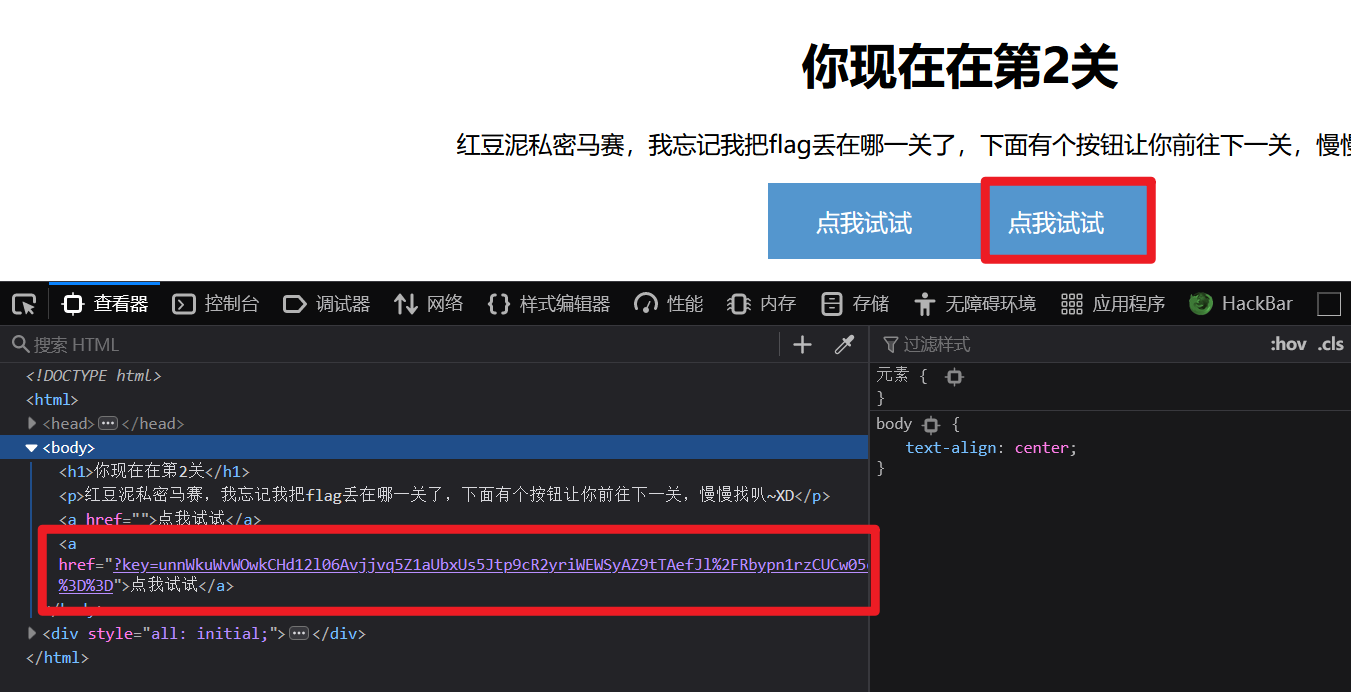 你现在在第2关
红豆泥私密马赛，我忘记我把flag丢在哪一关了，下面有个按钮让你前往下一关，慢
点我试试 点我试试
查看器 控制台 调试器 网络 样式编辑器 性能 内存 存储 无障碍环境 应用程序 HackBar
搜索 HTML
过滤样式 :hov .cls
<!DOCTYPE html>
<html>
<head> </head>
<body>
<h1>你现在在第2关</h1>
<p>红豆泥私密马赛，我忘记我把flag丢在哪一关了，下面有个按钮让你前往下一关，慢慢找叭~XD</p>
<a href="">点我试试</a>
<a
href="?key=unnWkuWvWOwkCHd12l06Avjjvq5Z1aUbxUs5Jtp9cR2yriWEWSyAZ9tTAefJl%2FRbypn1rzCUCw05
%3D%3D">点我试试</a>
<div style="all: initial;"> </div>
</html>
元素 {
}
body {
text-align: center;
}